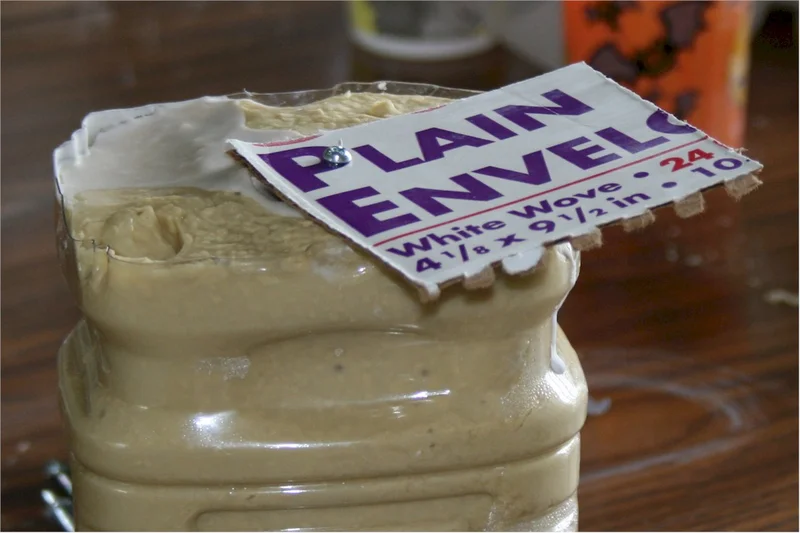 PLAIN
ENVELO
White Wove • 24
4 1/8 x 9 1/2 in • 10